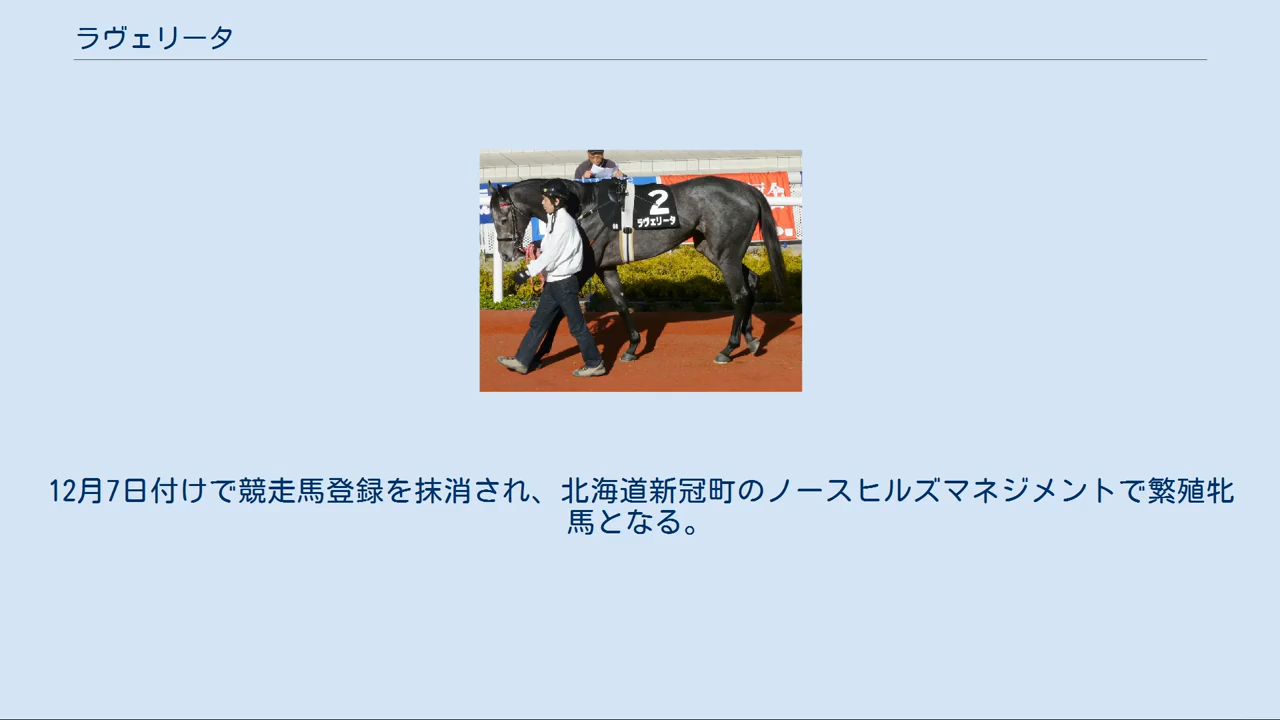 ラヴェリータ
2
ラヴェリータ
12月7日付けで競走馬登録を抹消され、北海道新冠町のノースヒルズマネジメントで繁殖牝
馬となる。